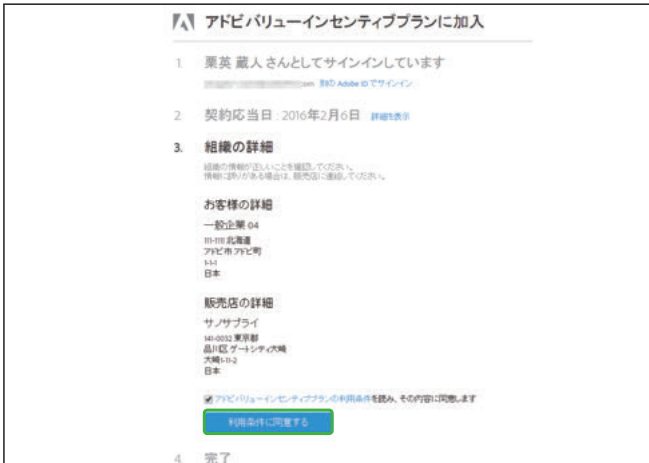 アドビ バリューインセンティブプランに加入
1. 栗英 蔵人 さんとしてサインインしています
別の Adobe ID でサインイン
2. 契約応当日 : 2016年2月6日 詳細を表示
3. 組織の詳細
組織の情報が正しいことを確認してください。
情報に誤りがある場合は、販売店に連絡してください。
お客様の詳細
一般企業 04
111-1110 北海道
アドビ市 アドビ町
1-1-1
日本
販売店の詳細
サノサプライ
141-0032 東京都
品川区 ゲートシティ大崎
大崎1-11-2
日本
アドビ バリューインセンティブプランの利用条件を読み、その内容に同意します
利用条件に同意する
4. 完了